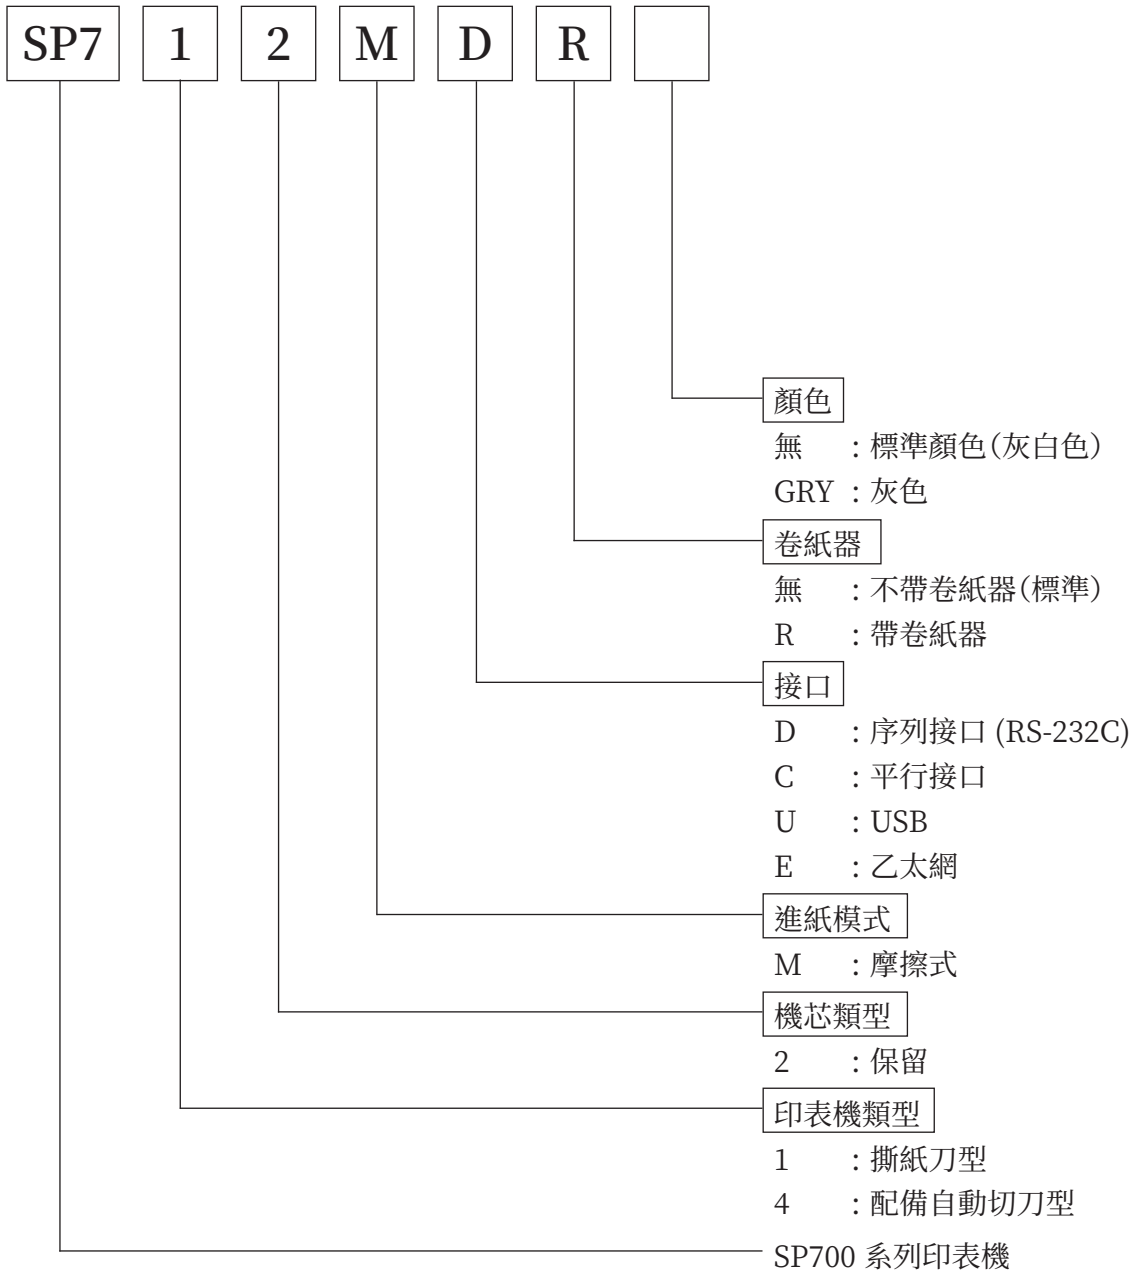 SP7 1 2 M D R
顏色
無 : 標準顏色(灰白色)
GRY : 灰色
卷紙器
無 : 不帶卷紙器(標準)
R : 帶卷紙器
接口
D : 序列接口 (RS-232C)
C : 平行接口
U : USB
E : 乙太網
進紙模式
M : 摩擦式
機芯類型
2 : 保留
印表機類型
1 : 撕紙刀型
4 : 配備自動切刀型
SP700 系列印表機